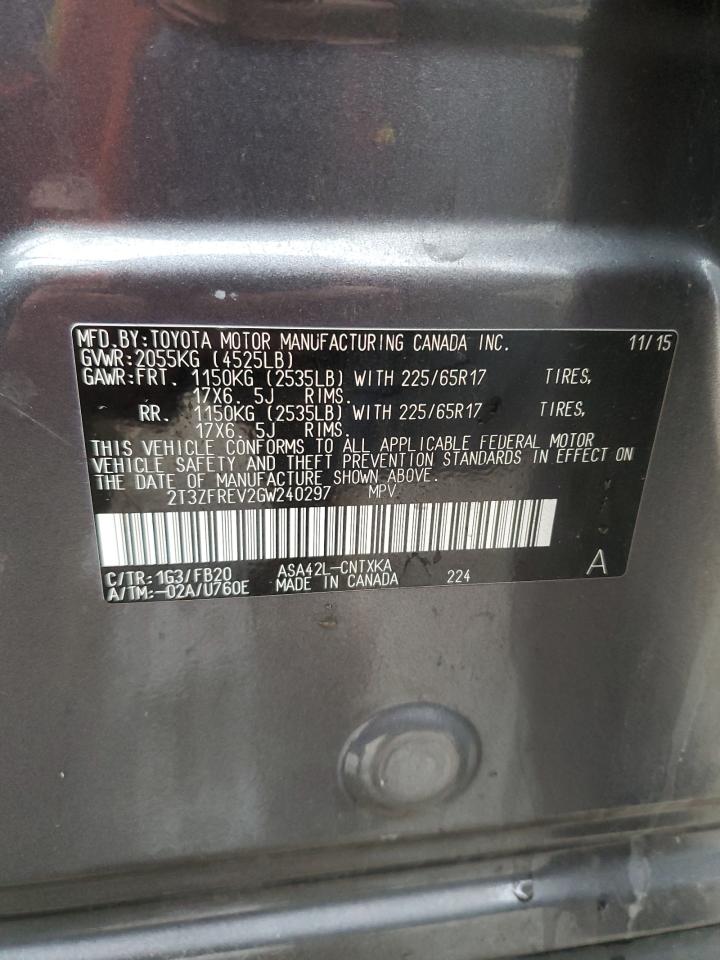 MFD.BY:TOYOTA MOTOR MANUFACTURING CANADA INC. 11/15
GVWR:2055KG (4525LB)
GAWR:FRT. 1150KG (2535LB) WITH 225/65R17 TIRES,
17X6. 5J RIMS.
RR. 1150KG (2535LB) WITH 225/65R17 TIRES,
17X6. 5J RIMS.
THIS VEHICLE CONFORMS TO ALL APPLICABLE FEDERAL MOTOR
VEHICLE SAFETY AND THEFT PREVENTION STANDARDS IN EFFECT ON
THE DATE OF MANUFACTURE SHOWN ABOVE.
2T3ZFREV2GW240297 MPV
C/TR:1G3/FB20 ASA42L-CNTXKA
A/TM:-02A/U760E MADE IN CANADA 224 A